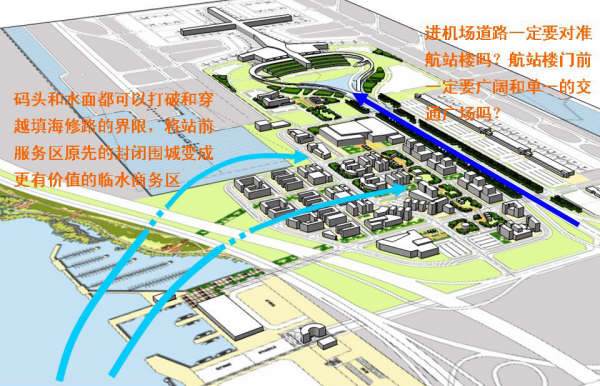 进机场道路一定要对准
航站楼吗？航站楼门前
一定要广阔和单一的交
通广场吗？
码头和水面都可以打破和穿
越填海修路的界限，将站前
服务区原先的封闭围城变成
更有价值的临水商务区